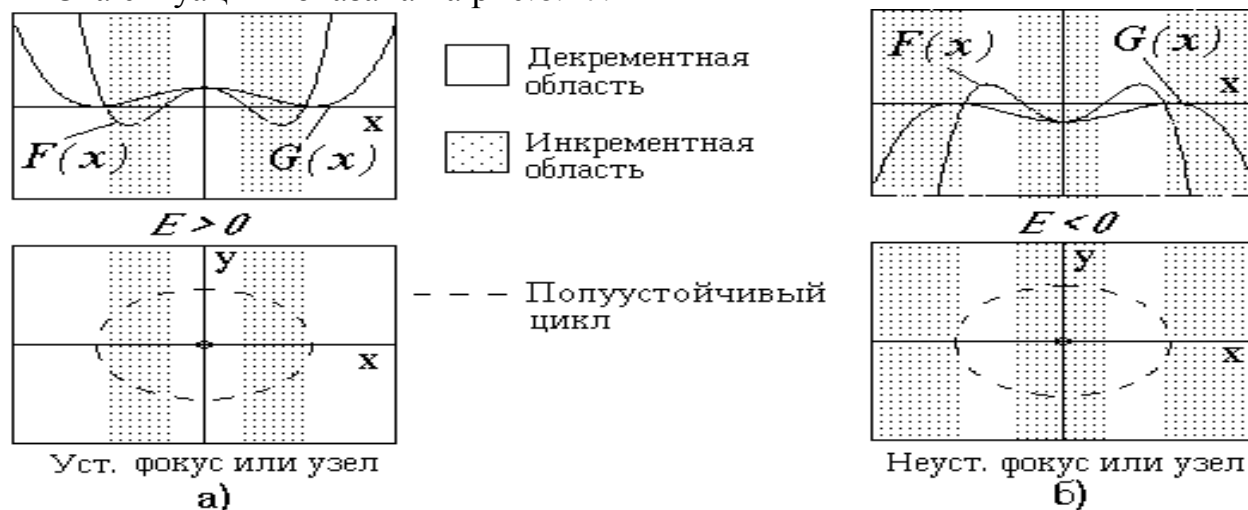 F(x)
G(x)
x
E > 0
y
x
Уст. фокус или узел
а)
Декрементная
область
Инкрементная
область
Полуустойчивый
цикл
F(x)
G(x)
x
E < 0
y
x
Неуст. фокус или узел
б)